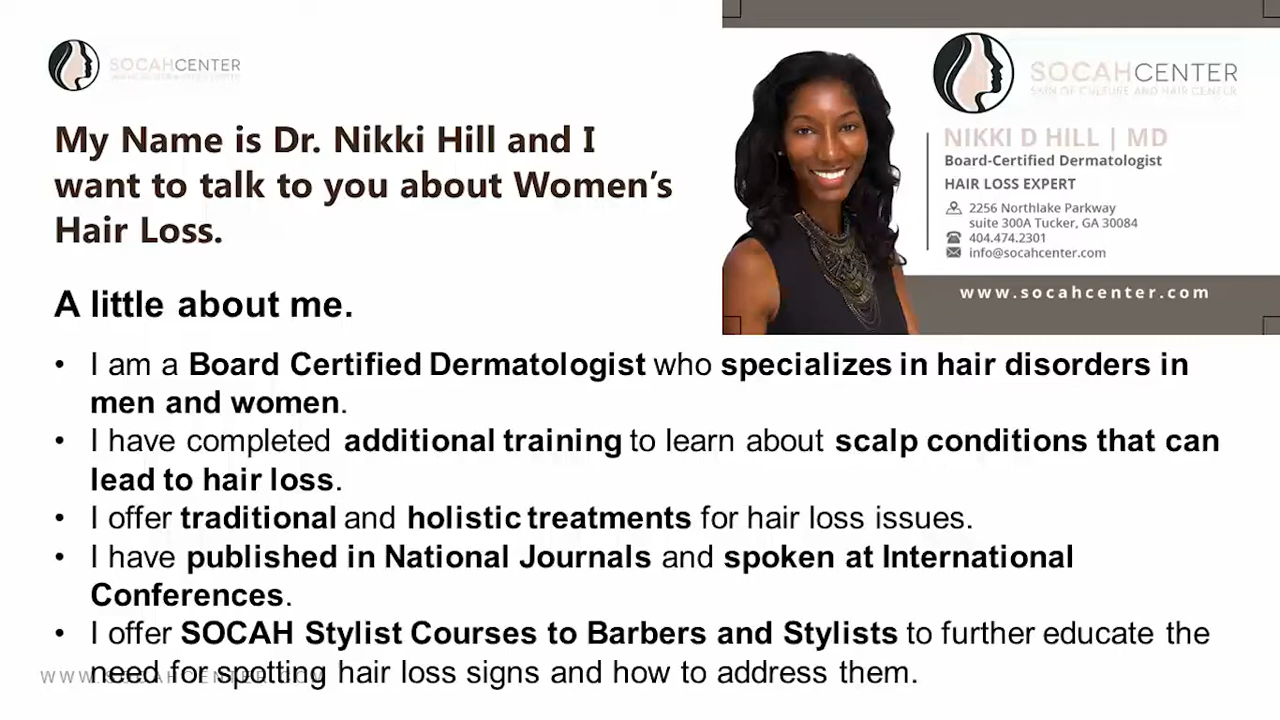 SOCAHCENTER
My Name is Dr. Nikki Hill and I
want to talk to you about Women's
Hair Loss.
SOCAHCENTER
SKIN OF CULTURE AND HAIR CENTER
NIKKI D HILL | MD
Board-Certified Dermatologist
HAIR LOSS EXPERT
2256 Northlake Parkway
suite 300A Tucker, GA 30084
404.474.2301
info@socahcenter.com
www.socahcenter.com
A little about me.
• I am a Board Certified Dermatologist who specializes in hair disorders in
men and women.
• I have completed additional training to learn about scalp conditions that can
lead to hair loss.
• I offer traditional and holistic treatments for hair loss issues.
• I have published in National Journals and spoken at International
Conferences.
• I offer SOCAH Stylist Courses to Barbers and Stylists to further educate the
need for spotting hair loss signs and how to address them.
WWW.SOCAHCENTER.COM